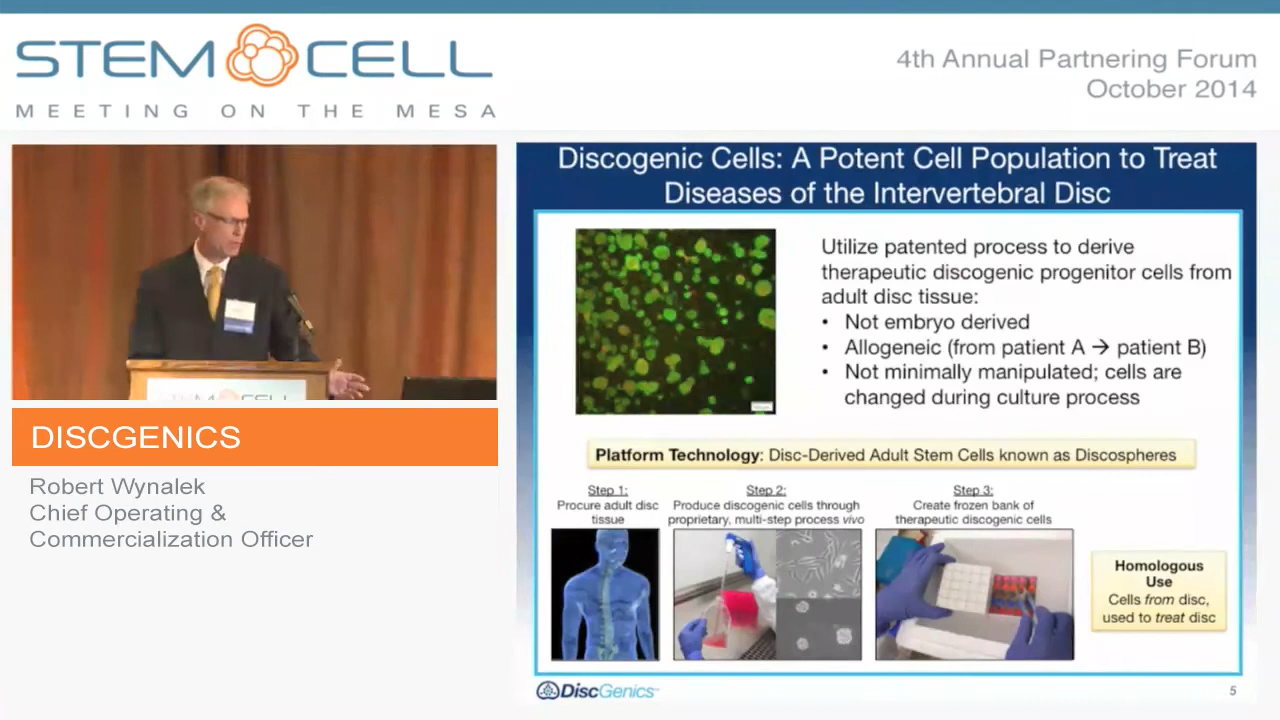 STEM CELL
MEETING ON THE MESA
4th Annual Partnering Forum
October 2014
STEM CELL
DISCGENICS
Robert Wynalek
Chief Operating &
Commercialization Officer
Discogenic Cells: A Potent Cell Population to Treat
Diseases of the Intervertebral Disc
Utilize patented process to derive
therapeutic discogenic progenitor cells from
adult disc tissue:
• Not embryo derived
• Allogeneic (from patient A → patient B)
• Not minimally manipulated; cells are
changed during culture process
Platform Technology: Disc-Derived Adult Stem Cells known as Discospheres
Step 1:
Procure adult disc
tissue
Step 2:
Produce discogenic cells through
proprietary, multi-step process vivo
Step 3:
Create frozen bank of
therapeutic discogenic cells
Homologous
Use
Cells from disc,
used to treat disc
DiscGenics
5